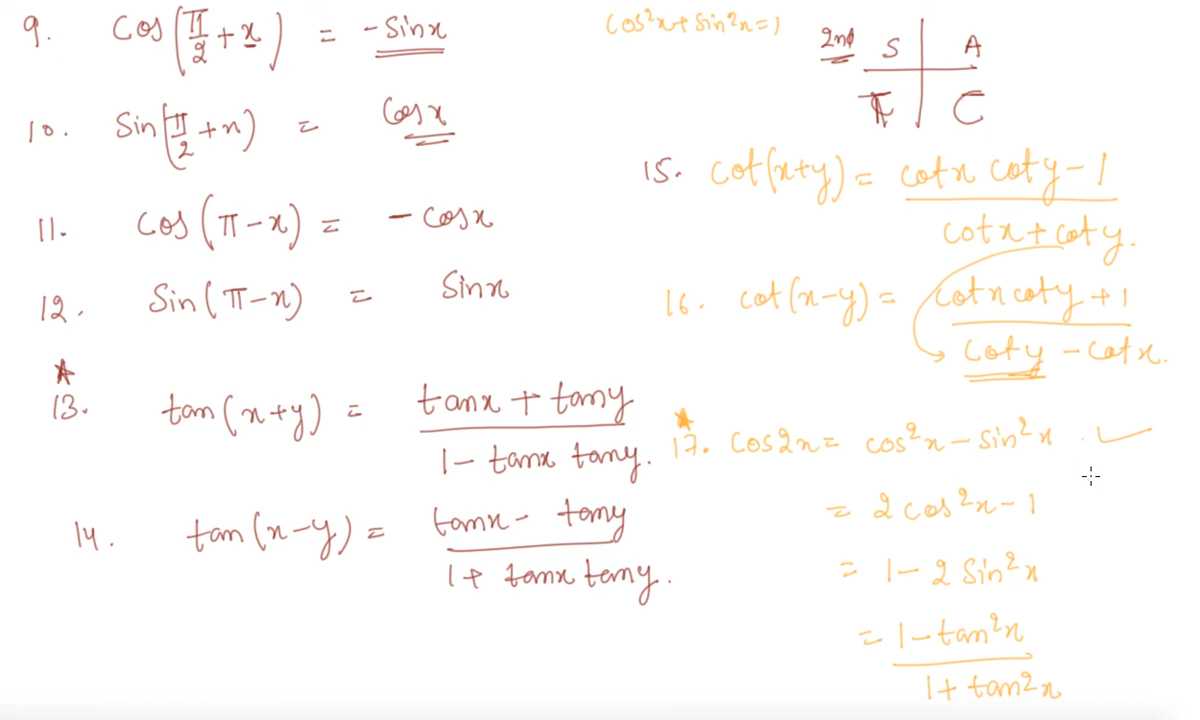 9. Cos(π/2 + x) = -Sinx
10. Sin(π/2 + x) = Cosx
11. Cos(π - x) = - Cosx
12. Sin(π - x) = Sinx
13. tan(x+y) = tanx + tany / 1 - tanx tany.
14. tan(x-y) = tanx - tany / 1 + tanx tany.
Cos²x + Sin²x = 1
2nd
S A
T C
15. cot(x+y) = cotx coty - 1 / cotx + coty.
16. cot(x-y) = cotx coty + 1 / coty - cotx.
17. Cos2x = cos²x - sin²x.
= 2 cos²x - 1
= 1 - 2 Sin²x
= 1 - tan²x / 1 + tan²x